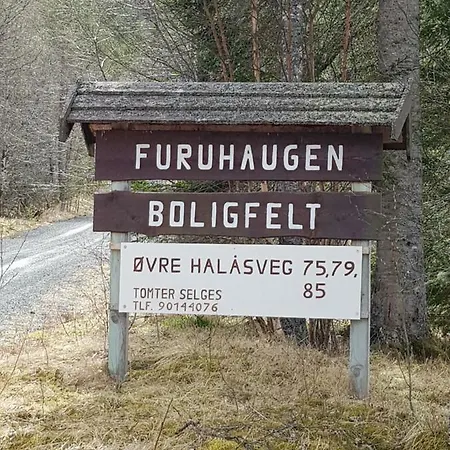 FURUHAUGEN
BOLIGFELT
ØVRE HALÅSVEG 75,79,
85
TOMTER SELGES
TLF. 90144076